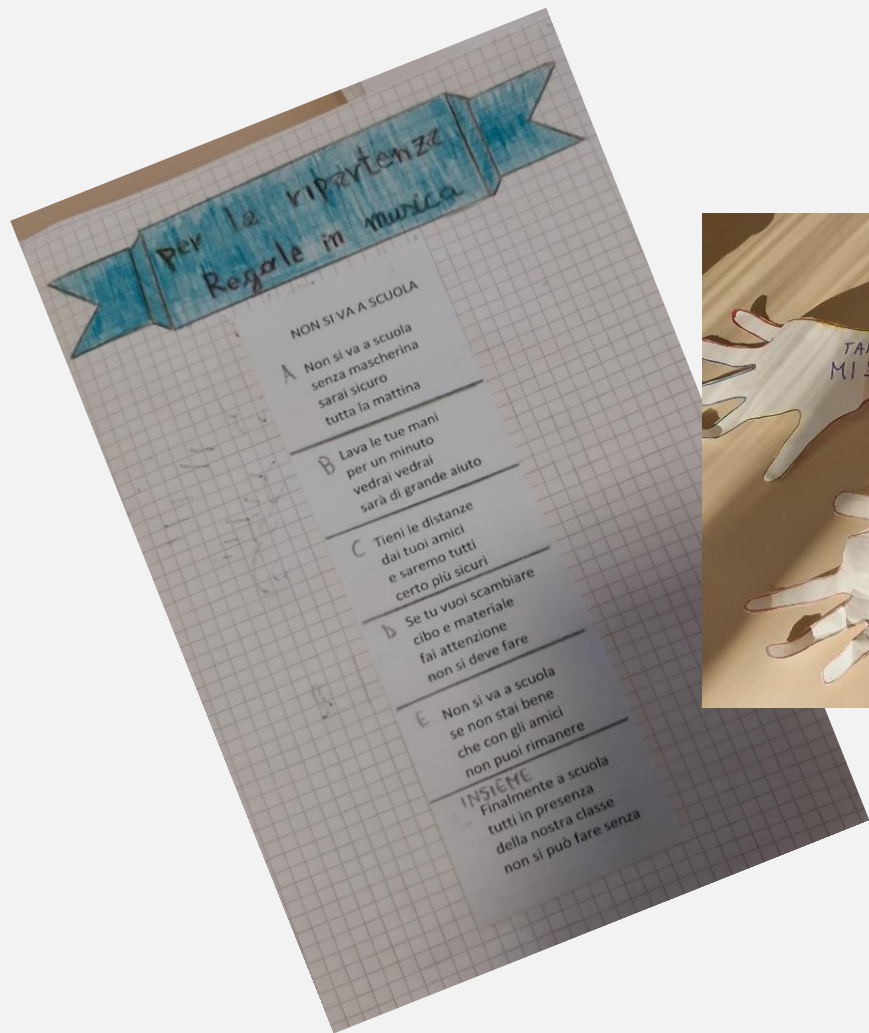 per la ripartenza
Regole in musica
NON SI VA A SCUOLA
A Non si va a scuola
senza mascherina
sarai sicuro
tutta la mattina
B Lava le tue mani
per un minuto
vedrai vedrai
sarà di grande aiuto
C Tieni le distanze
dai tuoi amici
e saremo tutti
certo più sicuri
D Se tu vuoi scambiare
cibo e materiale
fai attenzione
non si deve fare
E Non si va a scuola
se non stai bene
che con gli amici
non puoi rimanere
INSIEME
Finalmente a scuola
tutti in presenza
della nostra classe
non si può fare senza
MI